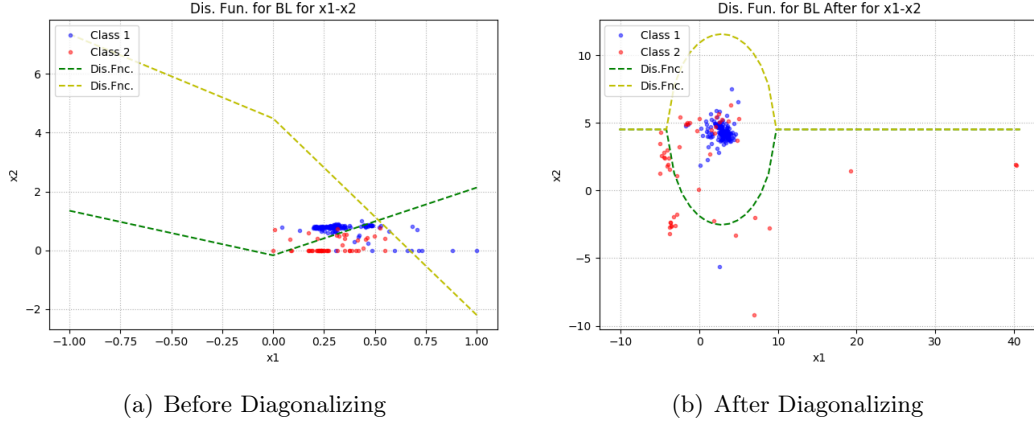 Dis. Fun. for BL for x1-x2
Class 1
Class 2
Dis.Fnc.
Dis.Fnc.
x2
6
4
2
0
−2
−1.00
−0.75
−0.50
−0.25
0.00
0.25
0.50
0.75
1.00
x1
(a) Before Diagonalizing
Dis. Fun. for BL After for x1-x2
Class 1
Class 2
Dis.Fnc.
Dis.Fnc.
x2
10
5
0
−5
−10
−10
0
10
20
30
40
x1
(b) After Diagonalizing